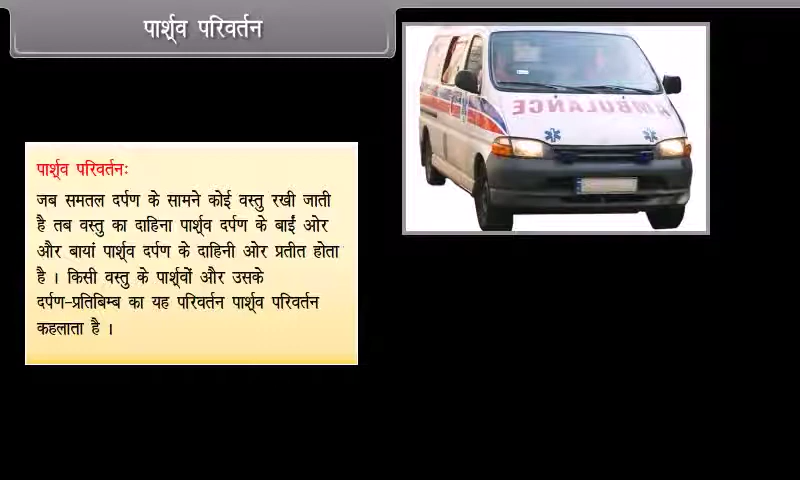 पार्श्व परिवर्तन
पार्श्व परिवर्तनः
जब समतल दर्पण के सामने कोई वस्तु रखी जाती
है तब वस्तु का दाहिना पार्श्व दर्पण के बाईं ओर
और बायां पार्श्व दर्पण के दाहिनी ओर प्रतीत होता
है । किसी वस्तु के पार्श्वों और उसके
दर्पण-प्रतिबिम्ब का यह परिवर्तन पार्श्व परिवर्तन
कहलाता है ।
AMBULANCE